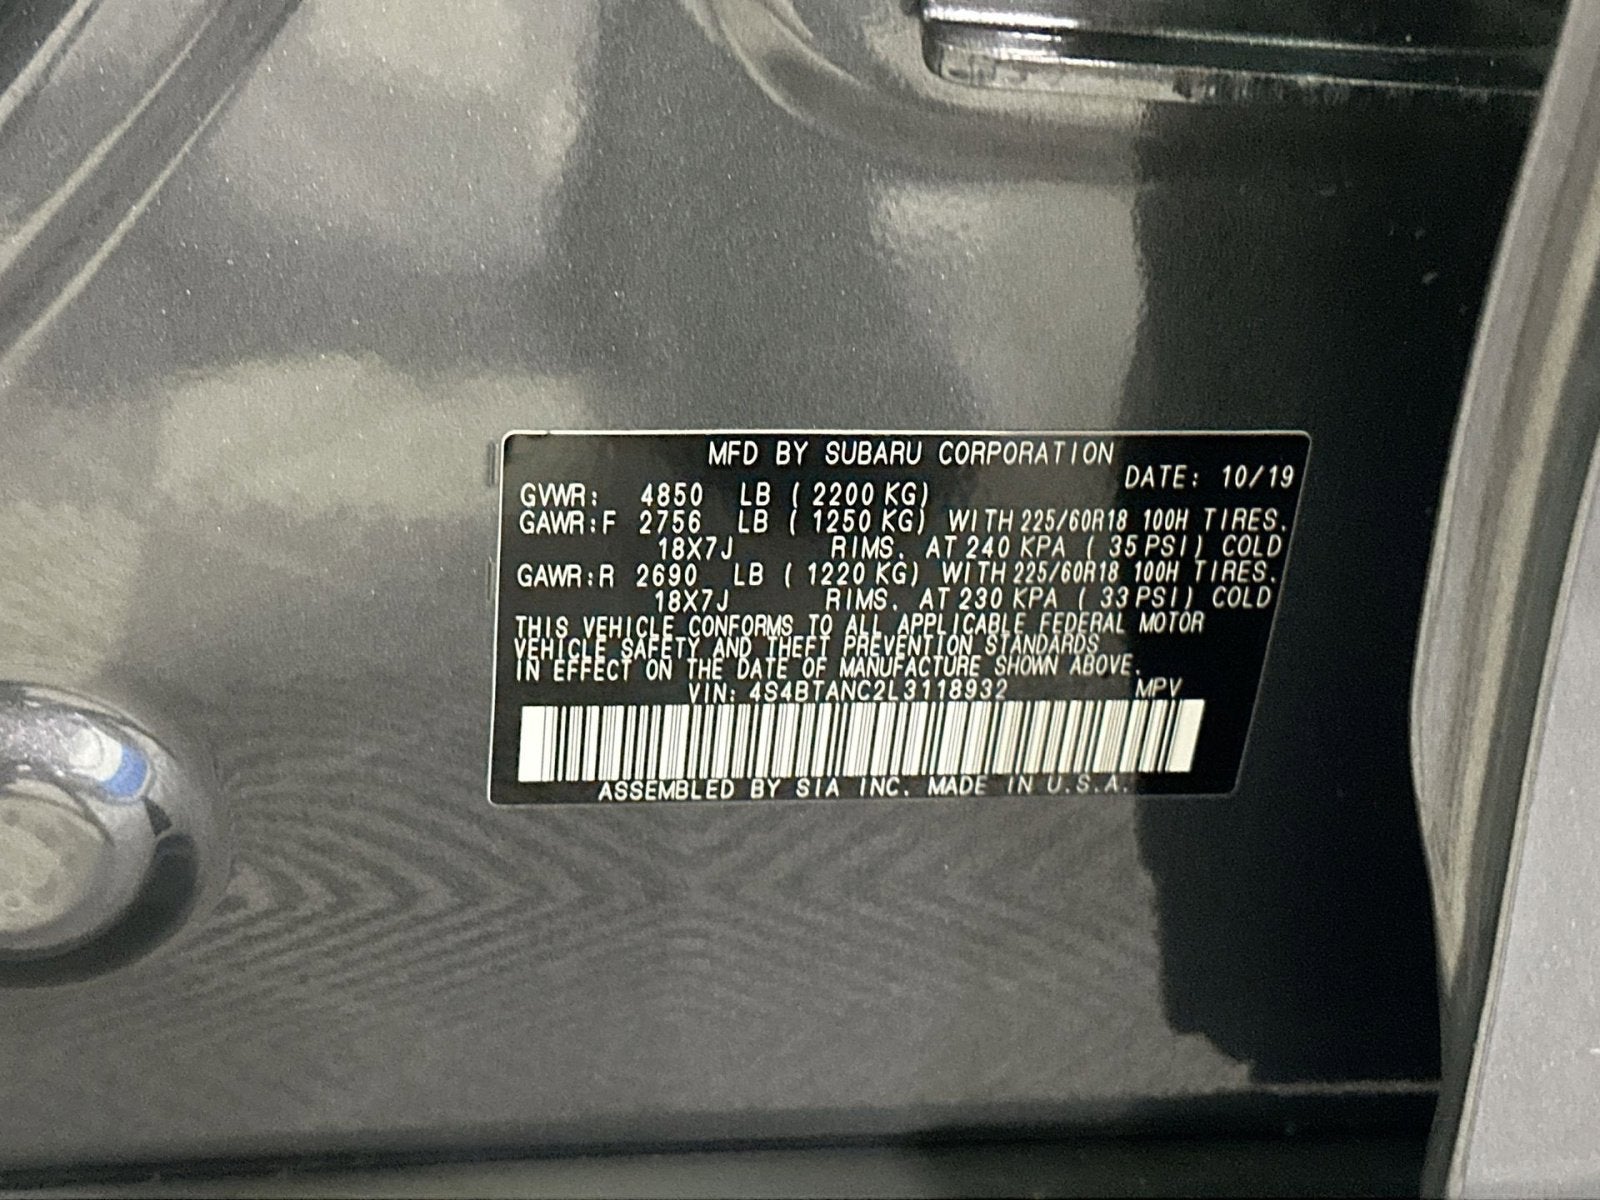 MFD BY SUBARU CORPORATION
DATE: 10/19
GVWR: 4850 LB ( 2200 KG)
GAWR:F 2756 LB ( 1250 KG) WITH 225/60R18 100H TIRES,
18X7J RIMS, AT 240 KPA ( 35 PSI) COLD
GAWR:R 2690 LB ( 1220 KG) WITH 225/60R18 100H TIRES,
18X7J RIMS, AT 230 KPA ( 33 PSI) COLD
THIS VEHICLE CONFORMS TO ALL APPLICABLE FEDERAL MOTOR
VEHICLE SAFETY AND THEFT PREVENTION STANDARDS
IN EFFECT ON THE DATE OF MANUFACTURE SHOWN ABOVE.
VIN: 4S4BTANC2L3118932 MPV
ASSEMBLED BY SIA INC. MADE IN U.S.A.